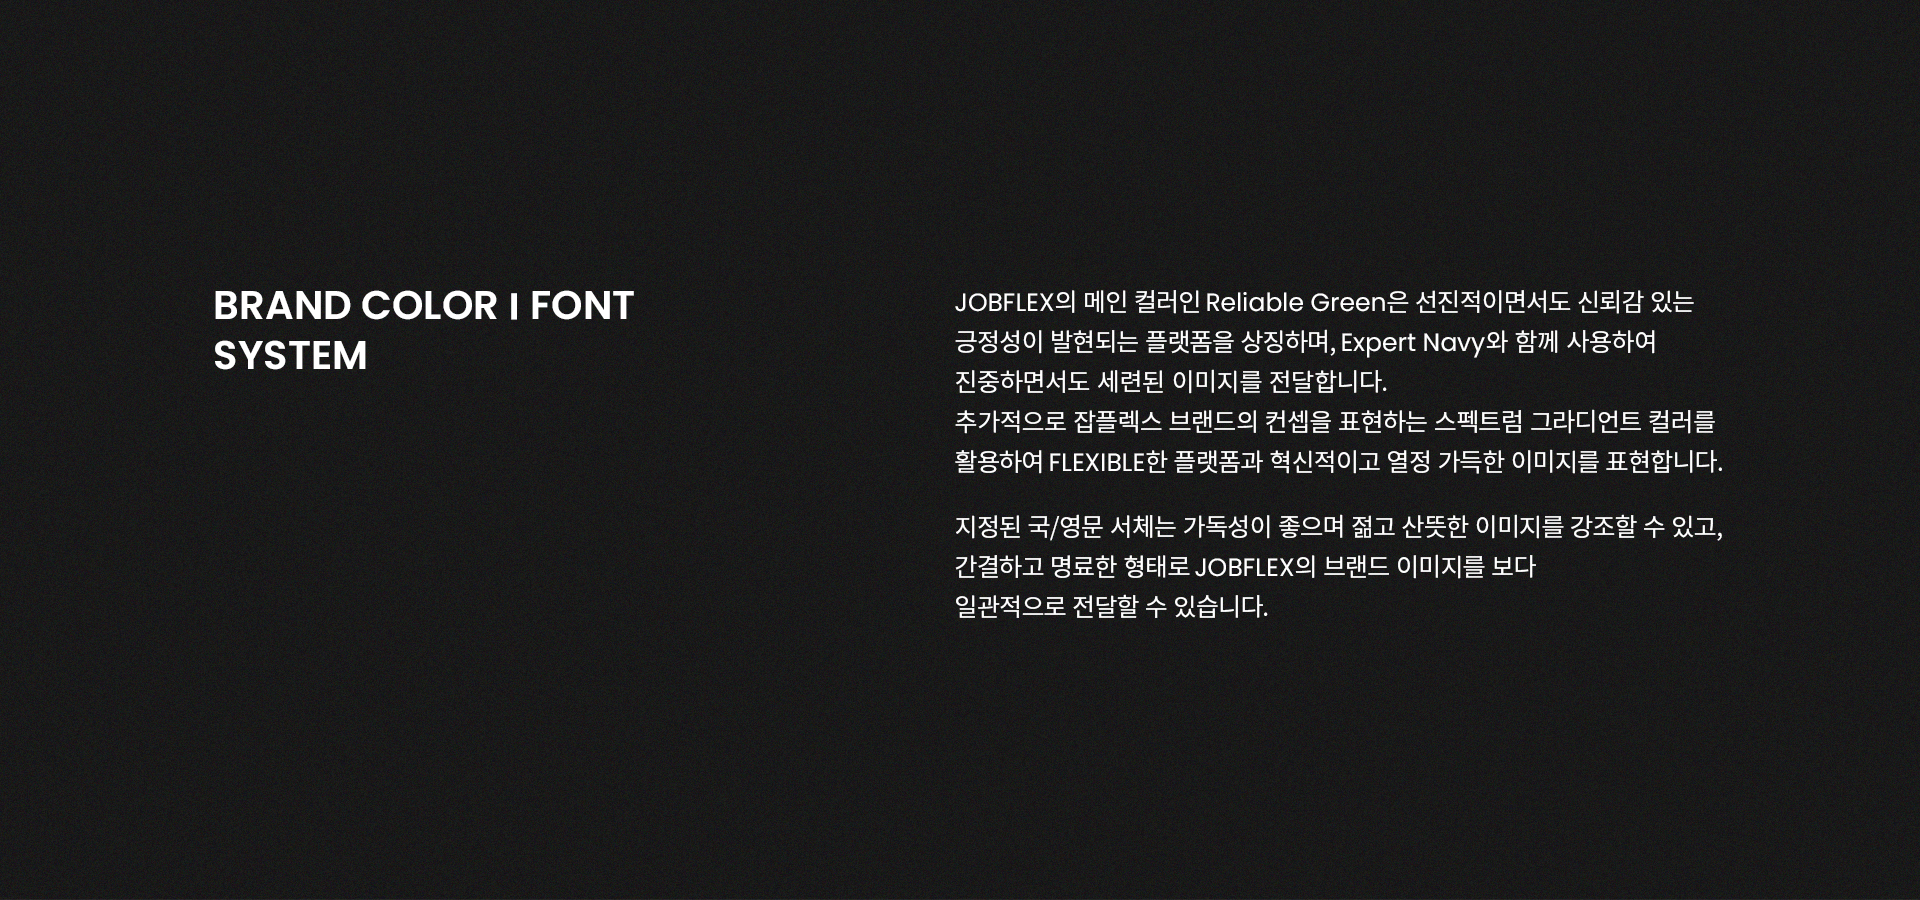 BRAND COLOR | FONT
SYSTEM
JOBFLEX의 메인 컬러인 Reliable Green은 선진적이면서도 신뢰감 있는
긍정성이 발현되는 플랫폼을 상징하며, Expert Navy와 함께 사용하여
진중하면서도 세련된 이미지를 전달합니다.
추가적으로 잡플렉스 브랜드의 컨셉을 표현하는 스펙트럼 그라디언트 컬러를
활용하여 FLEXIBLE한 플랫폼과 혁신적이고 열정 가득한 이미지를 표현합니다.
지정된 국/영문 서체는 가독성이 좋으며 젊고 산뜻한 이미지를 강조할 수 있고,
간결하고 명료한 형태로 JOBFLEX의 브랜드 이미지를 보다
일관적으로 전달할 수 있습니다.